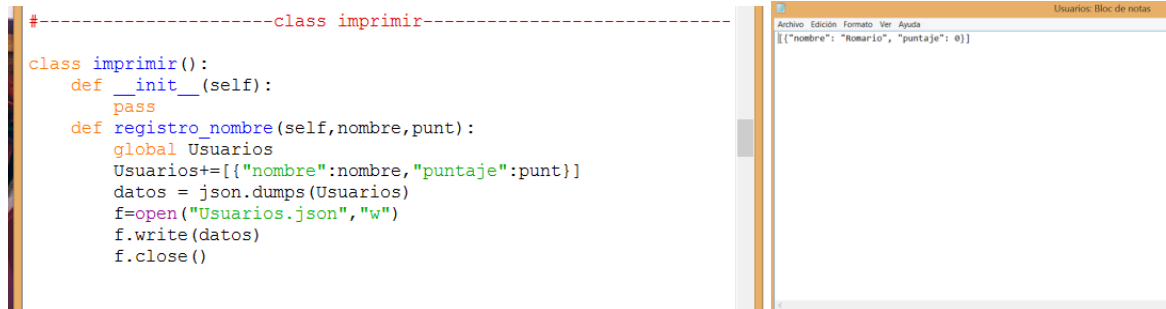 #----------------------class imprimir-----------------------------
class imprimir():
def __init__(self):
pass
def registro_nombre(self,nombre,punt):
global Usuarios
Usuarios+=[{"nombre":nombre,"puntaje":punt}]
datos = json.dumps(Usuarios)
f=open("Usuarios.json","w")
f.write(datos)
f.close()
Usuarios: Bloc de notas
Archivo Edición Formato Ver Ayuda
[{"nombre": "Romario", "puntaje": 0}]